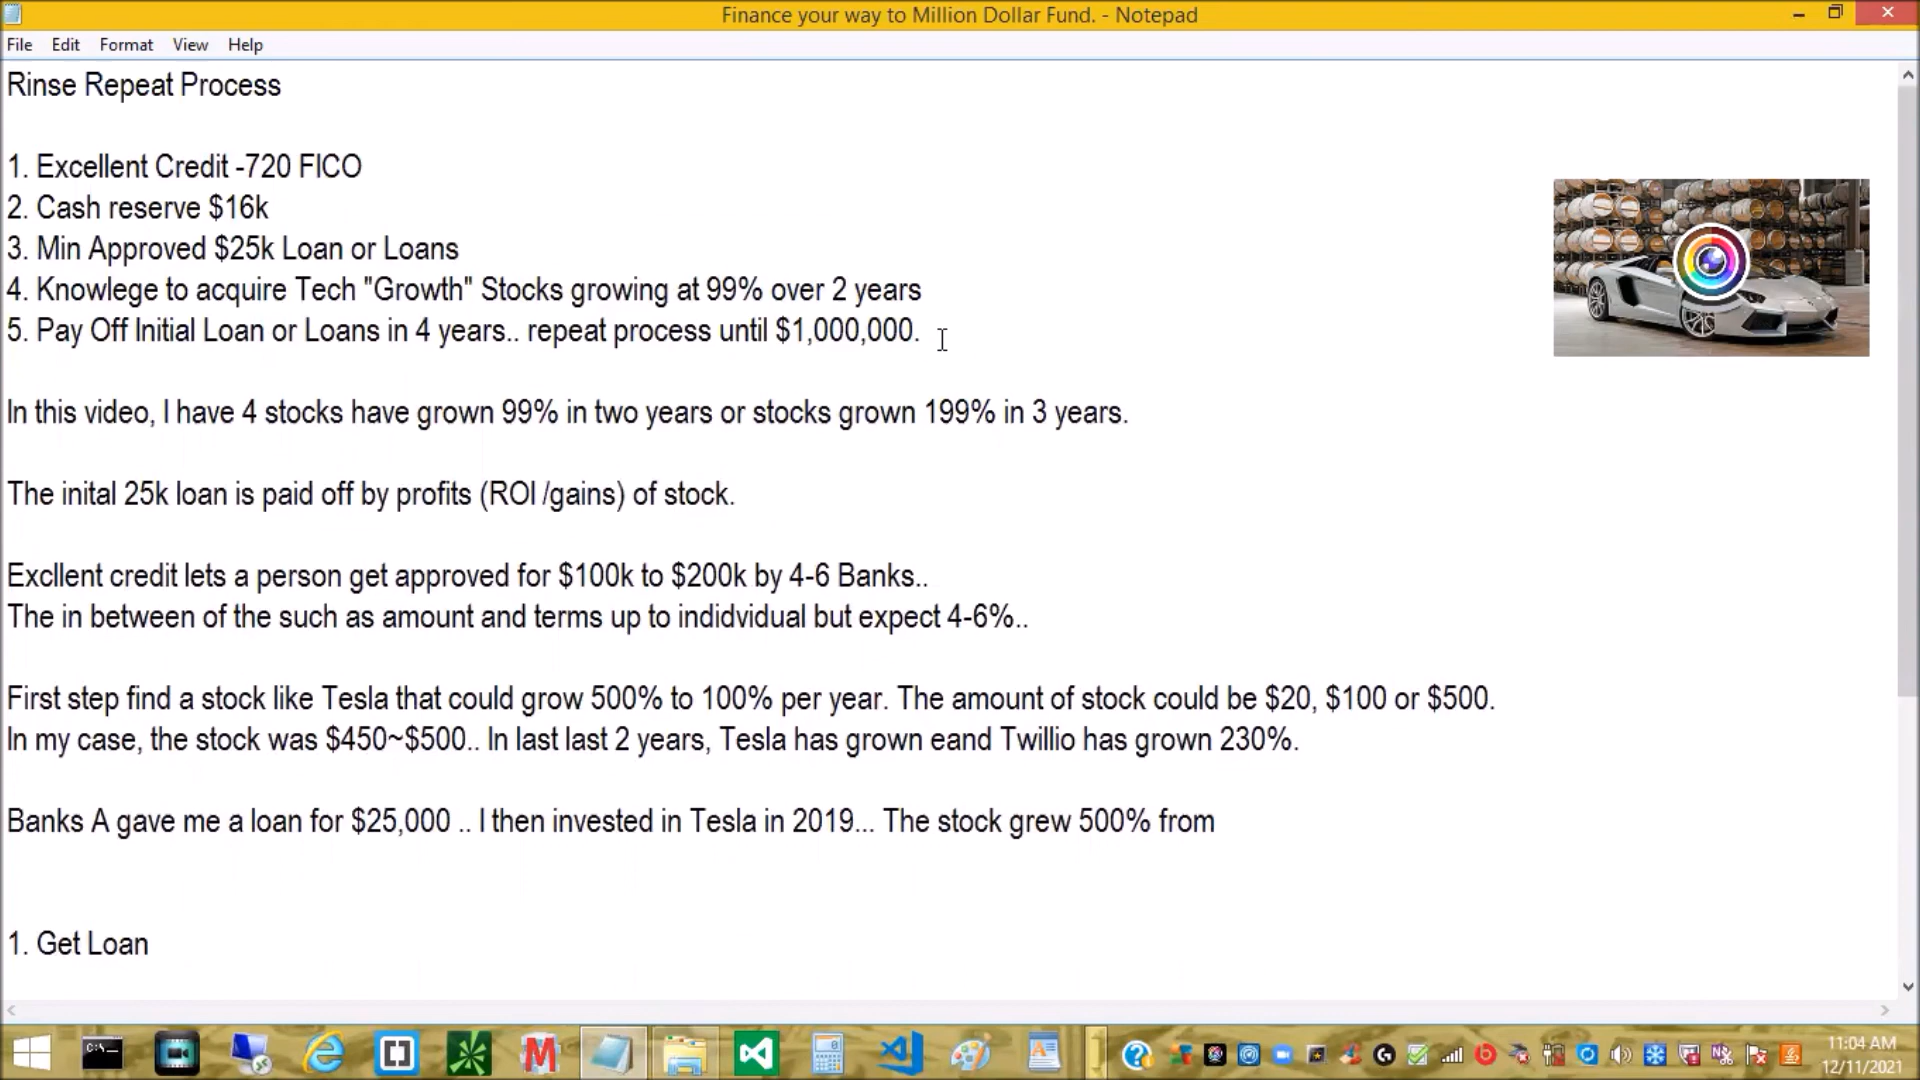 Finance your way to Million Dollar Fund. - Notepad
File Edit Format View Help
Rinse Repeat Process
1. Excellent Credit -720 FICO
2. Cash reserve $16k
3. Min Approved $25k Loan or Loans
4. Knowlege to acquire Tech "Growth" Stocks growing at 99% over 2 years
5. Pay Off Initial Loan or Loans in 4 years.. repeat process until $1,000,000.
In this video, I have 4 stocks have grown 99% in two years or stocks grown 199% in 3 years.
The inital 25k loan is paid off by profits (ROI /gains) of stock.
Excllent credit lets a person get approved for $100k to $200k by 4-6 Banks..
The in between of the such as amount and terms up to indidvidual but expect 4-6%..
First step find a stock like Tesla that could grow 500% to 100% per year. The amount of stock could be $20, $100 or $500.
In my case, the stock was $450~$500.. In last last 2 years, Tesla has grown eand Twillio has grown 230%.
Banks A gave me a loan for $25,000 .. I then invested in Tesla in 2019... The stock grew 500% from
1. Get Loan
11:04 AM
12/11/2021